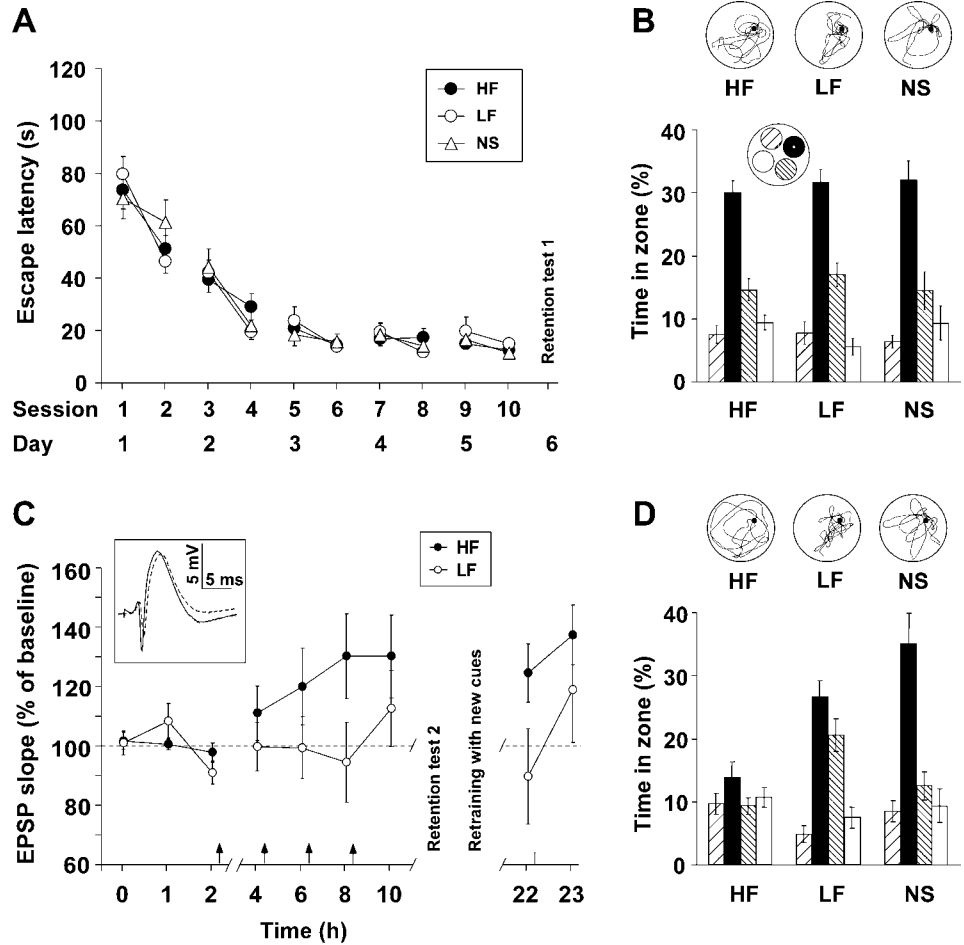 A
120
100
80
60
40
20
0
Escape latency (s)
HF
LF
NS
Retention test 1
Session 1 2 3 4 5 6 7 8 9 10
Day 1 2 3 4 5 6
B
HF LF NS
40
30
20
10
0
Time in zone (%)
HF LF NS
C
160
140
120
100
80
60
EPSP slope (% of baseline)
5 mV
5 ms
HF
LF
Retention test 2
Retraining with new cues
0 1 2 4 6 8 10 22 23
Time (h)
D
HF LF NS
40
30
20
10
0
Time in zone (%)
HF LF NS